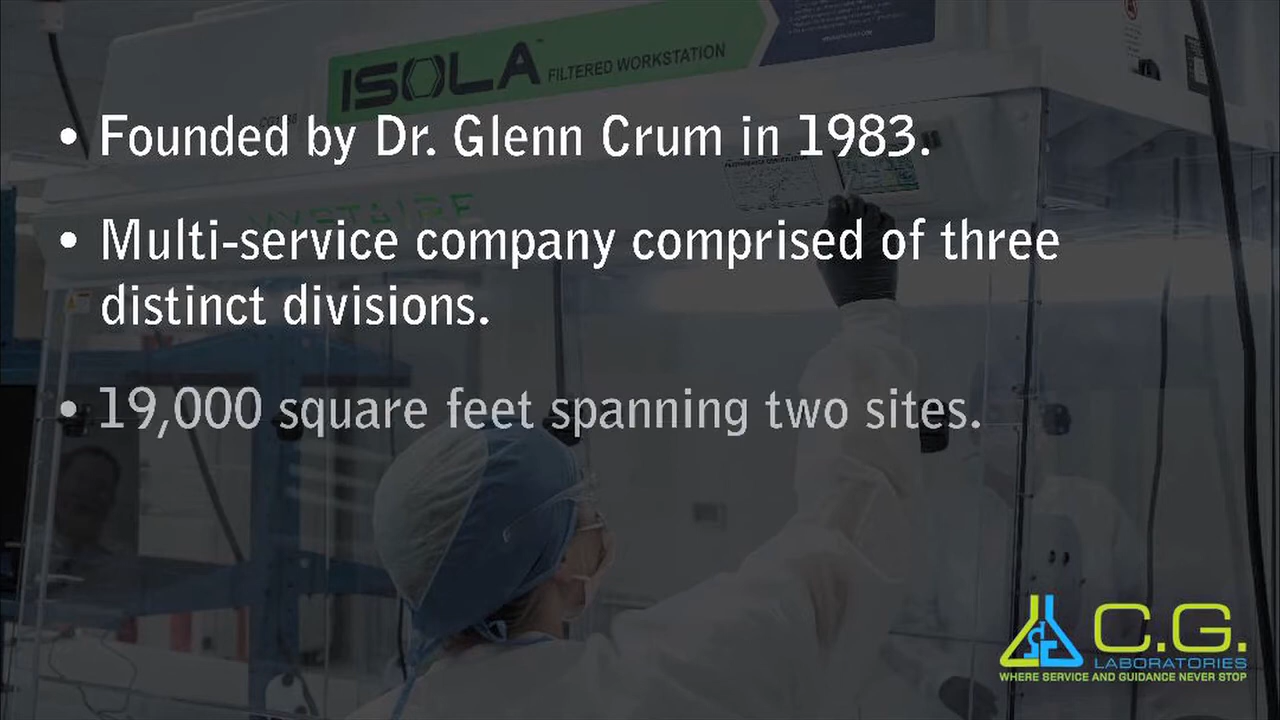 ISOLA FILTERED WORKSTATION
• Founded by Dr. Glenn Crum in 1983.
• Multi-service company comprised of three
distinct divisions.
• 19,000 square feet spanning two sites.
C.G.
LABORATORIES
WHERE SERVICE AND GUIDANCE NEVER STOP